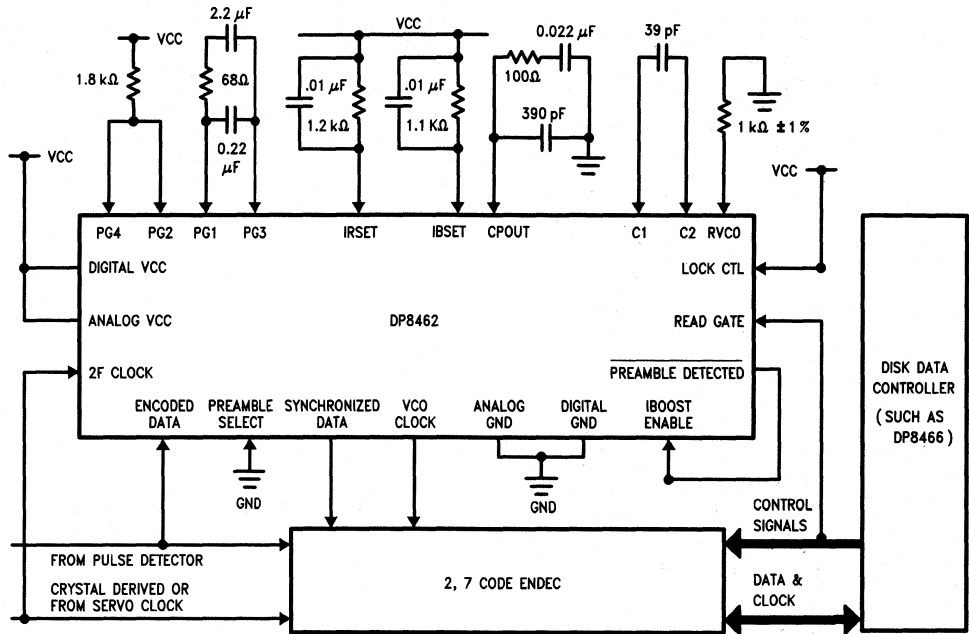 2.2 μF
VCC
VCC
0.022 μF
39 pF
1.8 kΩ
68Ω
.01 μF
.01 μF
100Ω
1.2 kΩ
1.1 KΩ
390 pF
1 kΩ ±1%
0.22
μF
VCC
VCC
PG4
PG2
PG1
PG3
IRSET
IBSET
CPOUT
C1
C2
RVCO
DIGITAL VCC
LOCK CTL
ANALOG VCC
DP8462
READ GATE
2F CLOCK
PREAMBLE DETECTED
ENCODED
DATA
PREAMBLE
SELECT
SYNCHRONIZED
DATA
VCO
CLOCK
ANALOG
GND
DIGITAL
GND
IBOOST
ENABLE
DISK DATA
CONTROLLER
(SUCH AS
DP8466)
GND
GND
CONTROL
SIGNALS
FROM PULSE DETECTOR
CRYSTAL DERIVED OR
FROM SERVO CLOCK
2, 7 CODE ENDEC
DATA &
CLOCK